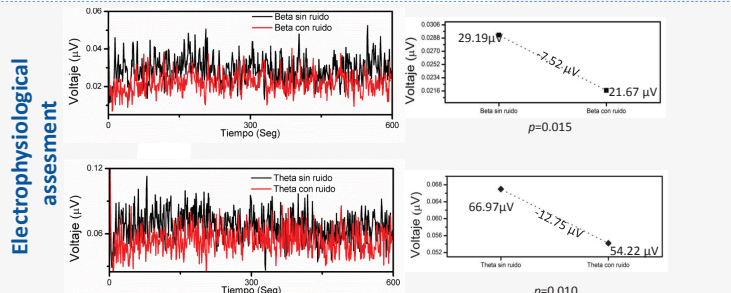 Electrophysiological
assesment
Voltaje (µV)
0.06
0.04
0.02
Beta sin ruido
Beta con ruido
0
300
600
Tiempo (Seg)
Voltaje (µV)
0.0306
0.0288
0.0270
0.0252
0.0234
0.0216
29.19µV
-7.52 µV
21.67 µV
Beta sin ruido
Beta con ruido
p=0.015
Voltaje (µV)
0.12
0.06
Theta sin ruido
Theta con ruido
0
300
600
Tiempo (Seg)
Voltaje (µV)
0.068
0.064
0.060
0.056
0.052
66.97µV
-12.75 µV
54.22 µV
Theta sin ruido
Theta con ruido
p=0.010